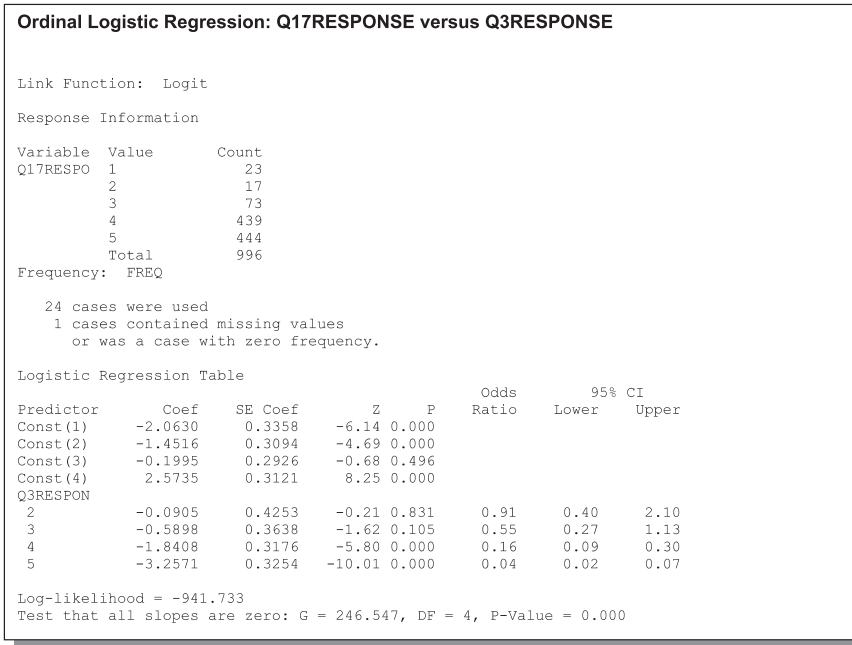 Ordinal Logistic Regression: Q17RESPONSE versus Q3RESPONSE
Link Function: Logit
Response Information
Variable Value Count
Q17RESPO 1 23
2 17
3 73
4 439
5 444
Total 996
Frequency: FREQ
24 cases were used
1 cases contained missing values
or was a case with zero frequency.
Logistic Regression Table
Odds 95% CI
Predictor Coef SE Coef Z P Ratio Lower Upper
Const(1) -2.0630 0.3358 -6.14 0.000
Const(2) -1.4516 0.3094 -4.69 0.000
Const(3) -0.1995 0.2926 -0.68 0.496
Const(4) 2.5735 0.3121 8.25 0.000
Q3RESPON
2 -0.0905 0.4253 -0.21 0.831 0.91 0.40 2.10
3 -0.5898 0.3638 -1.62 0.105 0.55 0.27 1.13
4 -1.8408 0.3176 -5.80 0.000 0.16 0.09 0.30
5 -3.2571 0.3254 -10.01 0.000 0.04 0.02 0.07
Log-likelihood = -941.733
Test that all slopes are zero: G = 246.547, DF = 4, P-Value = 0.000